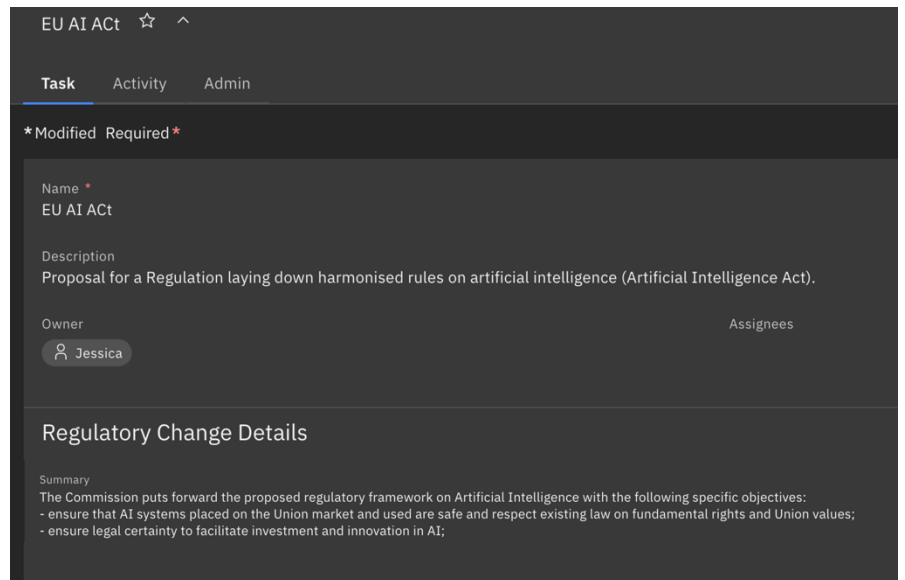 EU AI ACt
Task Activity Admin
*Modified Required*
Name *
EU AI ACt
Description
Proposal for a Regulation laying down harmonised rules on artificial intelligence (Artificial Intelligence Act).
Owner Assignees
Jessica
Regulatory Change Details
Summary
The Commission puts forward the proposed regulatory framework on Artificial Intelligence with the following specific objectives:
- ensure that AI systems placed on the Union market and used are safe and respect existing law on fundamental rights and Union values;
- ensure legal certainty to facilitate investment and innovation in AI;